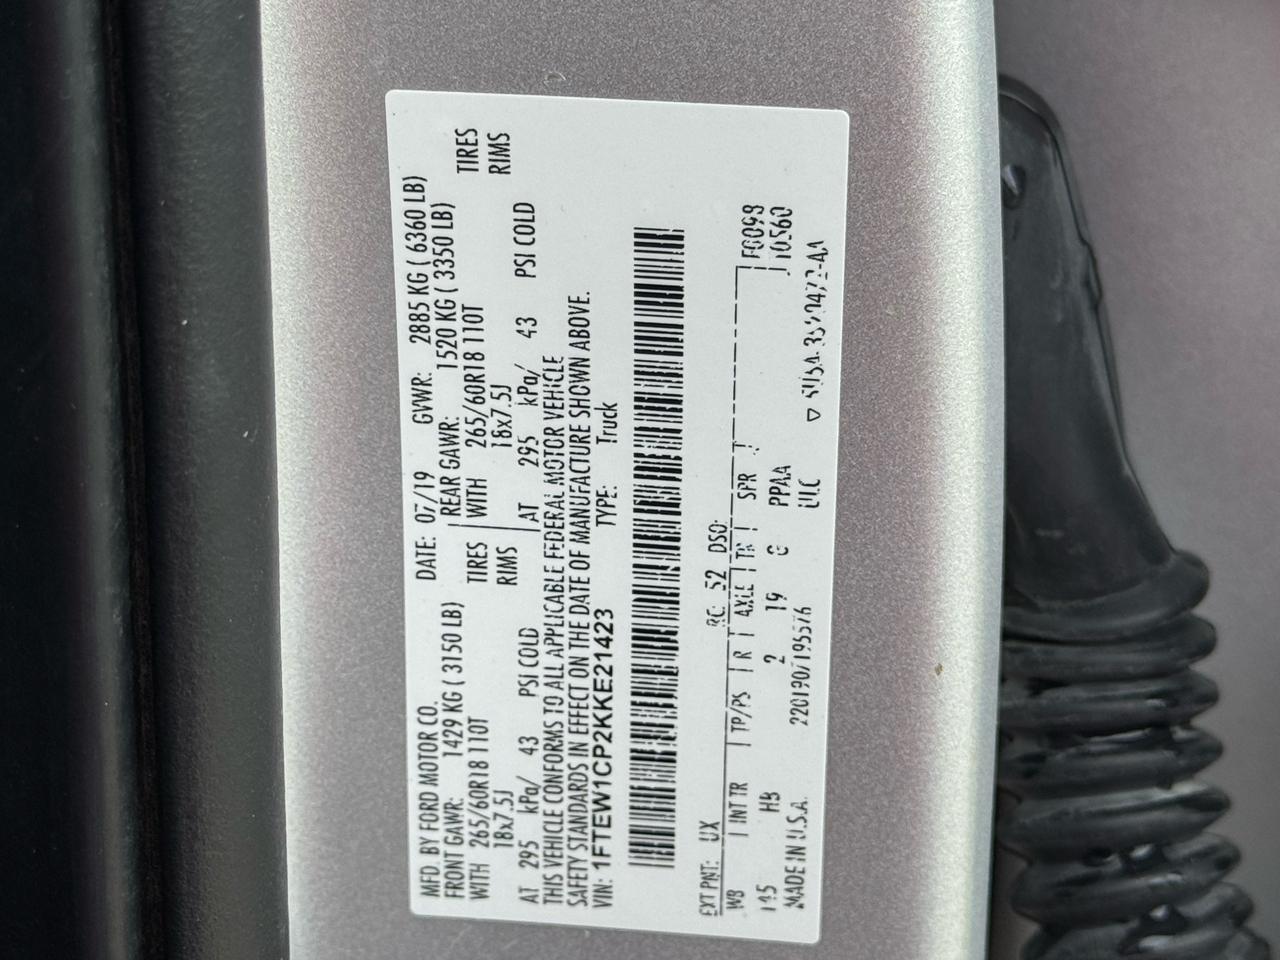 MFD. BY FORD MOTOR CO. DATE: 07/19 GVWR: 2885 KG ( 6360 LB)
FRONT GAWR: 1429 KG ( 3150 LB) REAR GAWR: 1520 KG ( 3350 LB)
WITH 265/60R18 110T TIRES WITH 265/60R18 110T TIRES
18x7.5J RIMS 18x7.5J RIMS
AT 295 kPa/ 43 PSI COLD AT 295 kPa/ 43 PSI COLD
THIS VEHICLE CONFORMS TO ALL APPLICABLE FEDERAL MOTOR VEHICLE
SAFETY STANDARDS IN EFFECT ON THE DATE OF MANUFACTURE SHOWN ABOVE.
VIN: 1FTEW1CP2KKE21423 TYPE: Truck
EXT PNT: UX RC: 52 DSO: F0098
WB INT TR TP/PS R AXLE TR SPR 10560
145 HB 2 19 PPAA
MADE IN U.S.A. ULC